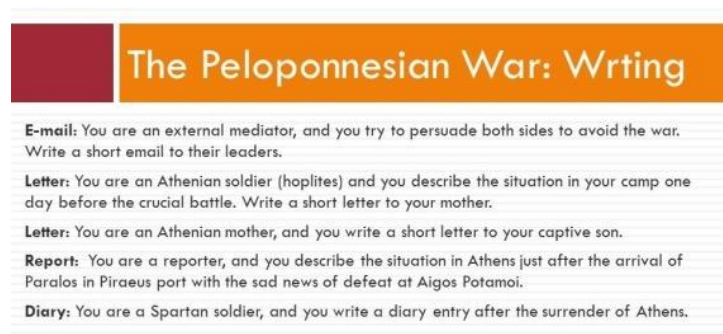 The Peloponnesian War: Wrting
E-mail: You are an external mediator, and you try to persuade both sides to avoid the war.
Write a short email to their leaders.
Letter: You are an Athenian soldier (hoplites) and you describe the situation in your camp one
day before the crucial battle. Write a short letter to your mother.
Letter: You are an Athenian mother, and you write a short letter to your captive son.
Report: You are a reporter, and you describe the situation in Athens just after the arrival of
Paralos in Piraeus port with the sad news of defeat at Aigos Potamoi.
Diary: You are a Spartan soldier, and you write a diary entry after the surrender of Athens.